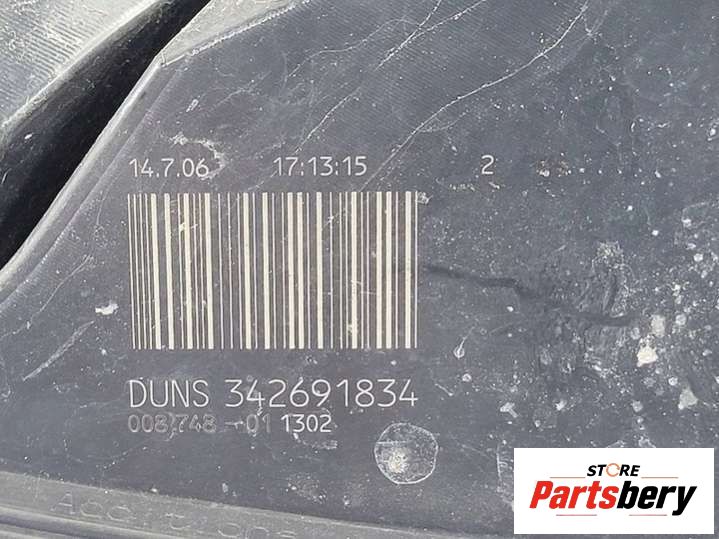 14.7.06 17:13:15 2
DUNS 342691834
008748-01 1302
STORE
Partsbery